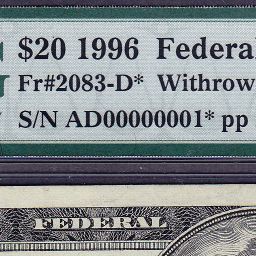 $20 1996 Federal
Fr#2083-D* Withrow
S/N AD00000001* pp
FEDERAL